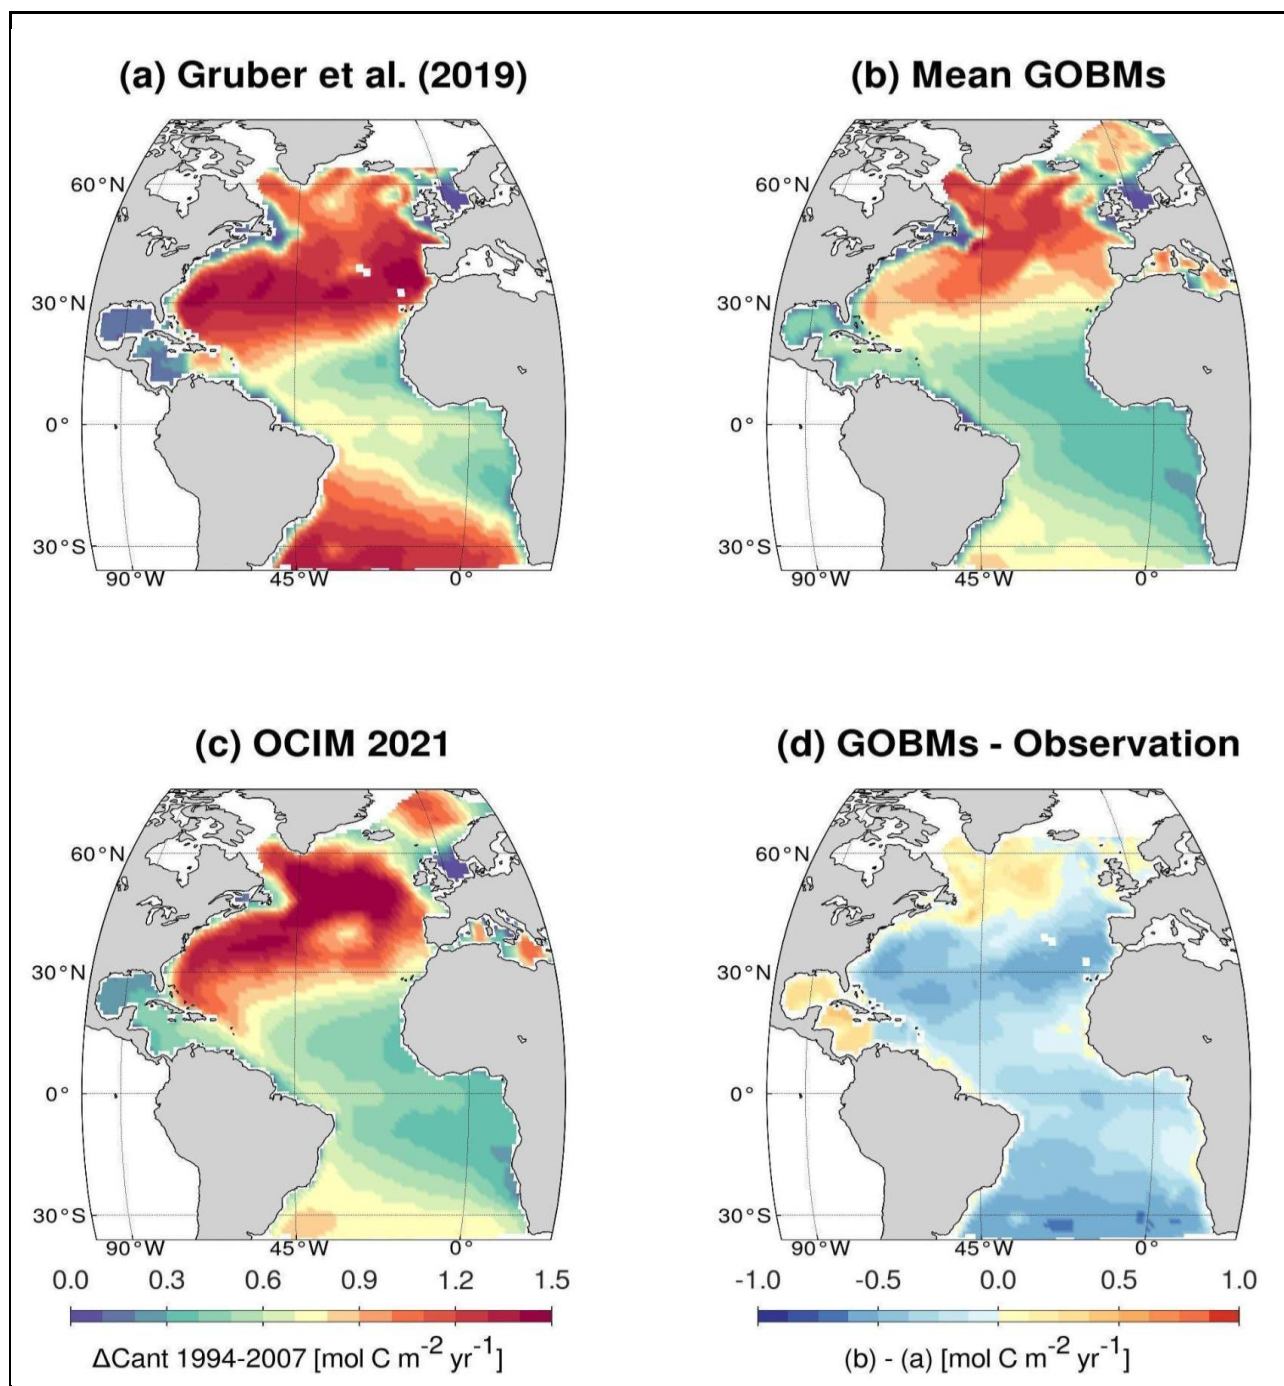 (a) Gruber et al. (2019)
(b) Mean GOBMs
60°N
30°N
0°
30°S
90°W 45°W 0°
60°N
30°N
0°
30°S
90°W 45°W 0°
(c) OCIM 2021
(d) GOBMs - Observation
60°N
30°N
0°
30°S
90°W 45°W 0°
60°N
30°N
0°
30°S
90°W 45°W 0°
0.0 0.3 0.6 0.9 1.2 1.5
ΔCant 1994-2007 [mol C m⁻² yr⁻¹]
-1.0 -0.5 0.0 0.5 1.0
(b) - (a) [mol C m⁻² yr⁻¹]